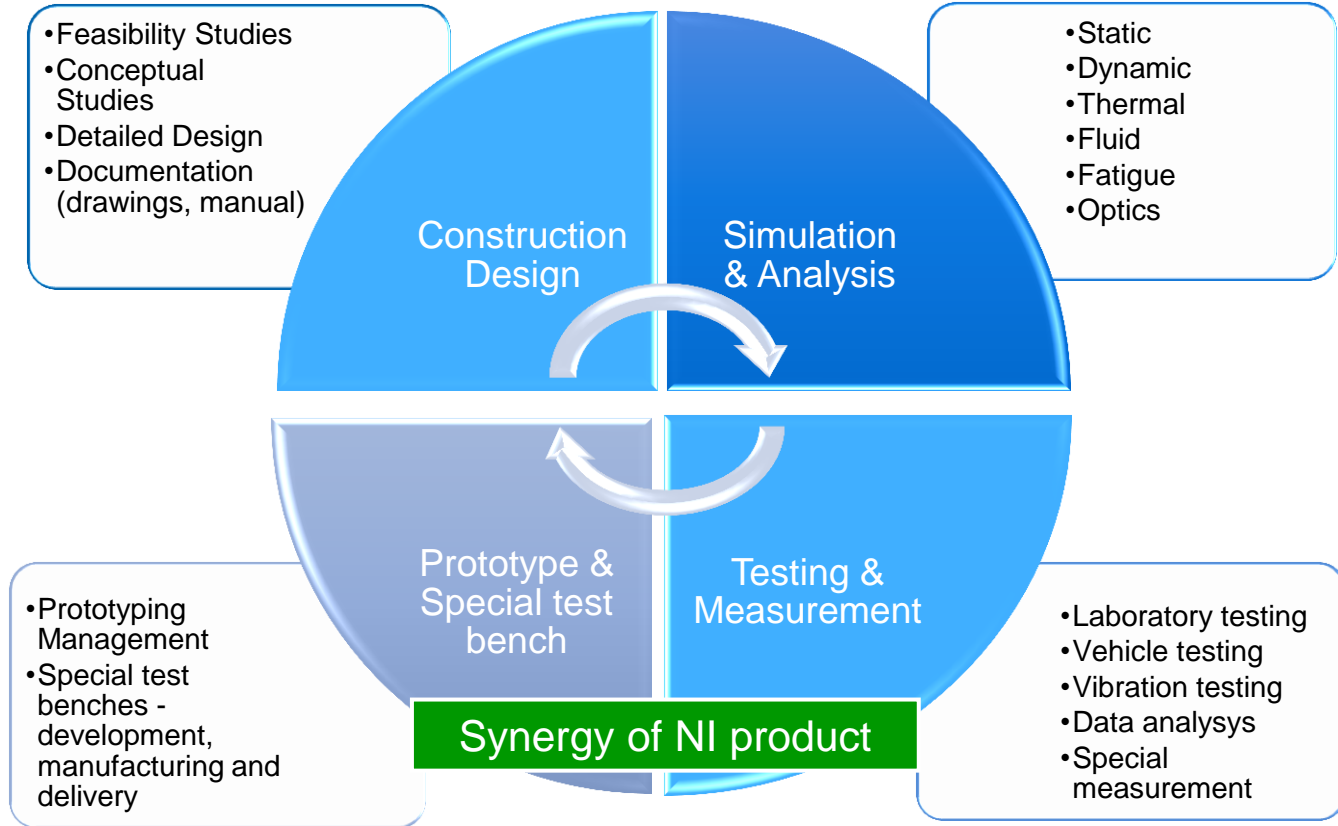 •Feasibility Studies
•Conceptual
Studies
•Detailed Design
•Documentation
(drawings, manual)
Construction
Design
Simulation
& Analysis
•Static
•Dynamic
•Thermal
•Fluid
•Fatigue
•Optics
•Prototyping
Management
•Special test
benches -
development,
manufacturing and
delivery
Prototype &
Special test
bench
Testing &
Measurement
•Laboratory testing
•Vehicle testing
•Vibration testing
•Data analysys
•Special
measurement
Synergy of NI product